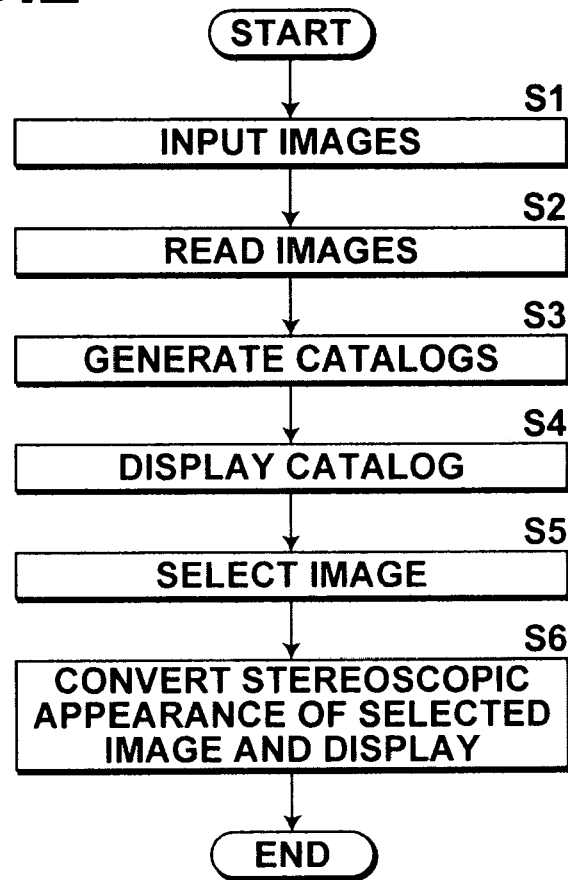 START
S1
INPUT IMAGES
S2
READ IMAGES
S3
GENERATE CATALOGS
S4
DISPLAY CATALOG
S5
SELECT IMAGE
S6
CONVERT STEREOSCOPIC
APPEARANCE OF SELECTED
IMAGE AND DISPLAY
END